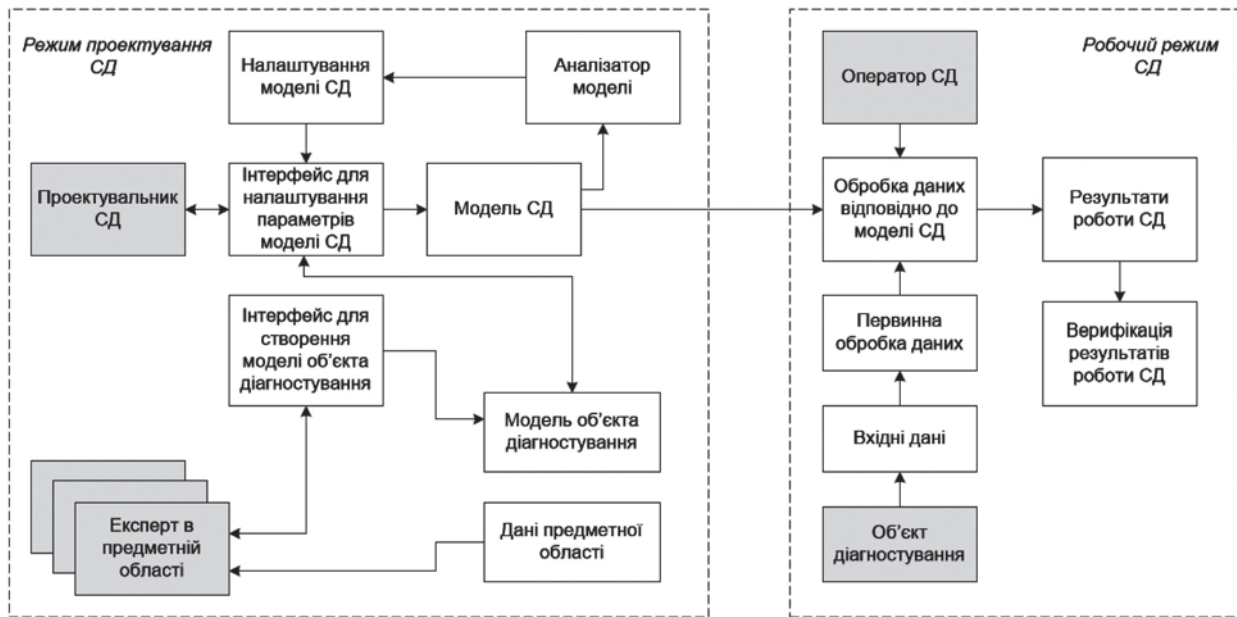 Режим проектування
СД
Налаштування
моделі СД
Аналізатор
моделі
Проектувальник
СД
Інтерфейс для
налаштування
параметрів
моделі СД
Модель СД
Інтерфейс для
створення
моделі об’єкта
діагностування
Модель об’єкта
діагностування
Експерт в
предметній
області
Дані предметної
області
Робочий режим
СД
Оператор СД
Обробка даних
відповідно до
моделі СД
Результати
роботи СД
Первинна
обробка даних
Верифікація
результатів
роботи СД
Вхідні дані
Об’єкт
діагностування